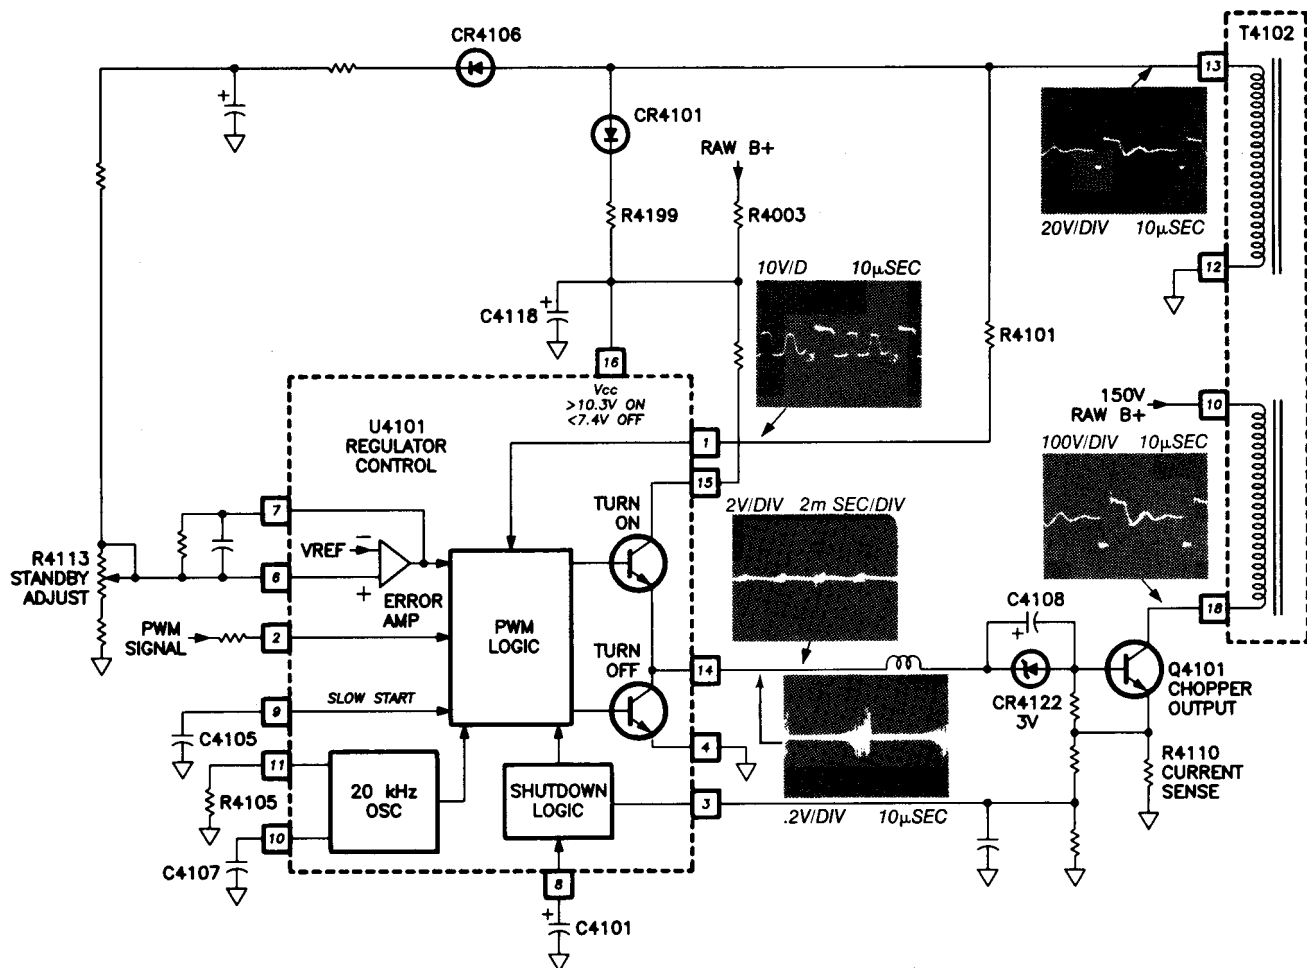 T4102
CR4106
13
CR4101
RAW B+
R4199
R4003
20V/DIV 10µSEC
10V/D 10µSEC
12
C4118
+
R4101
16
Vcc
>10.3V ON
<7.4V OFF
150V
RAW B+
10
U4101
REGULATOR
CONTROL
1
100V/DIV 10µSEC
15
TURN
ON
2V/DIV 2m SEC/DIV
7
VREF
−
+
ERROR
AMP
R4113
STANDBY
ADJUST
6
PWM
LOGIC
C4108
+
18
PWM
SIGNAL
2
TURN
OFF
14
Q4101
CHOPPER
OUTPUT
CR4122
3V
9
SLOW START
C4105
4
R4110
CURRENT
SENSE
11
20 kHz
OSC
SHUTDOWN
LOGIC
3
.2V/DIV 10µSEC
R4105
10
C4107
8
+
C4101
+